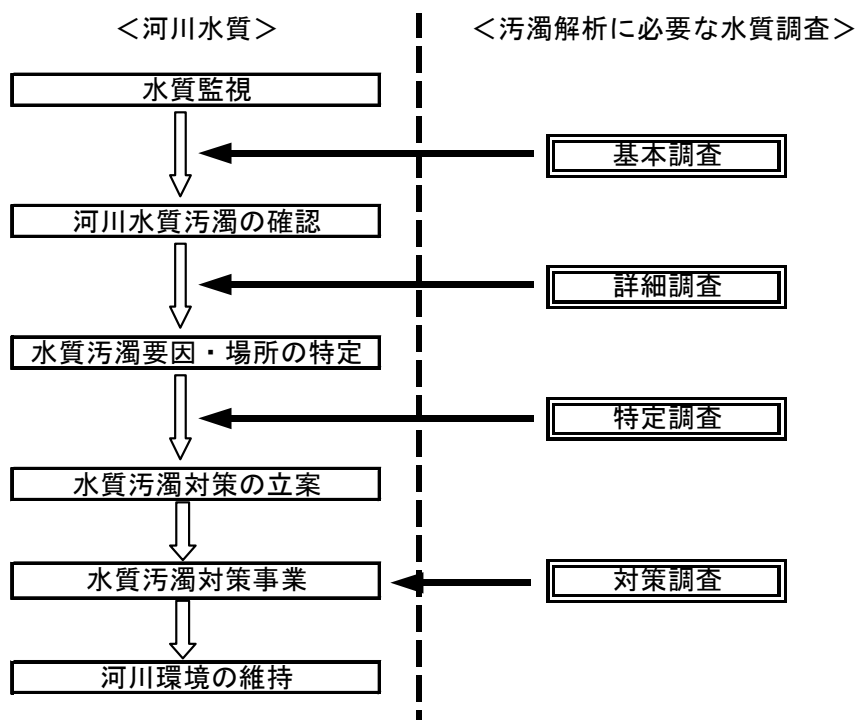 ＜河川水質＞
＜汚濁解析に必要な水質調査＞
水質監視
基本調査
河川水質汚濁の確認
詳細調査
水質汚濁要因・場所の特定
特定調査
水質汚濁対策の立案
水質汚濁対策事業
対策調査
河川環境の維持